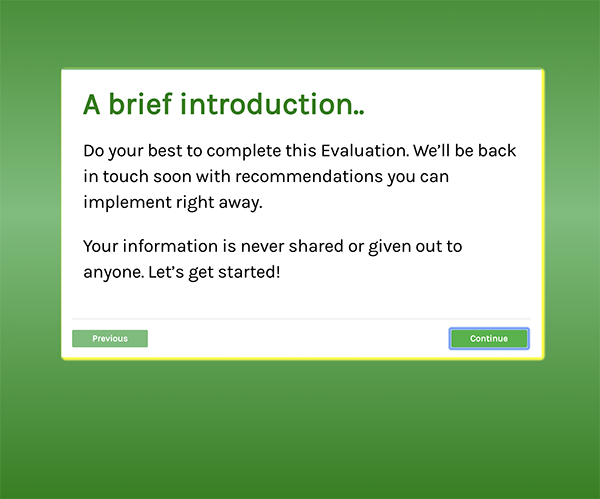 A brief introduction..
Do your best to complete this Evaluation. We’ll be back
in touch soon with recommendations you can
implement right away.
Your information is never shared or given out to
anyone. Let’s get started!
Previous
Continue